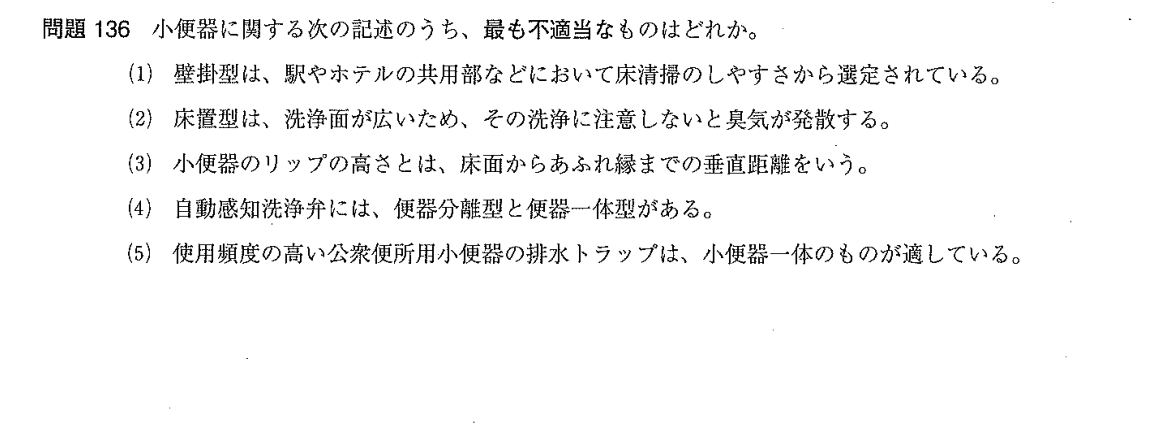 問題 136 小便器に関する次の記述のうち、最も不適当なものはどれか。
(1) 壁掛型は、駅やホテルの共用部などにおいて床清掃のしやすさから選定されている。
(2) 床置型は、洗浄面が広いため、その洗浄に注意しないと臭気が発散する。
(3) 小便器のリップの高さとは、床面からあふれ縁までの垂直距離をいう。
(4) 自動感知洗浄弁には、便器分離型と便器一体型がある。
(5) 使用頻度の高い公衆便所用小便器の排水トラップは、小便器一体のものが適している。